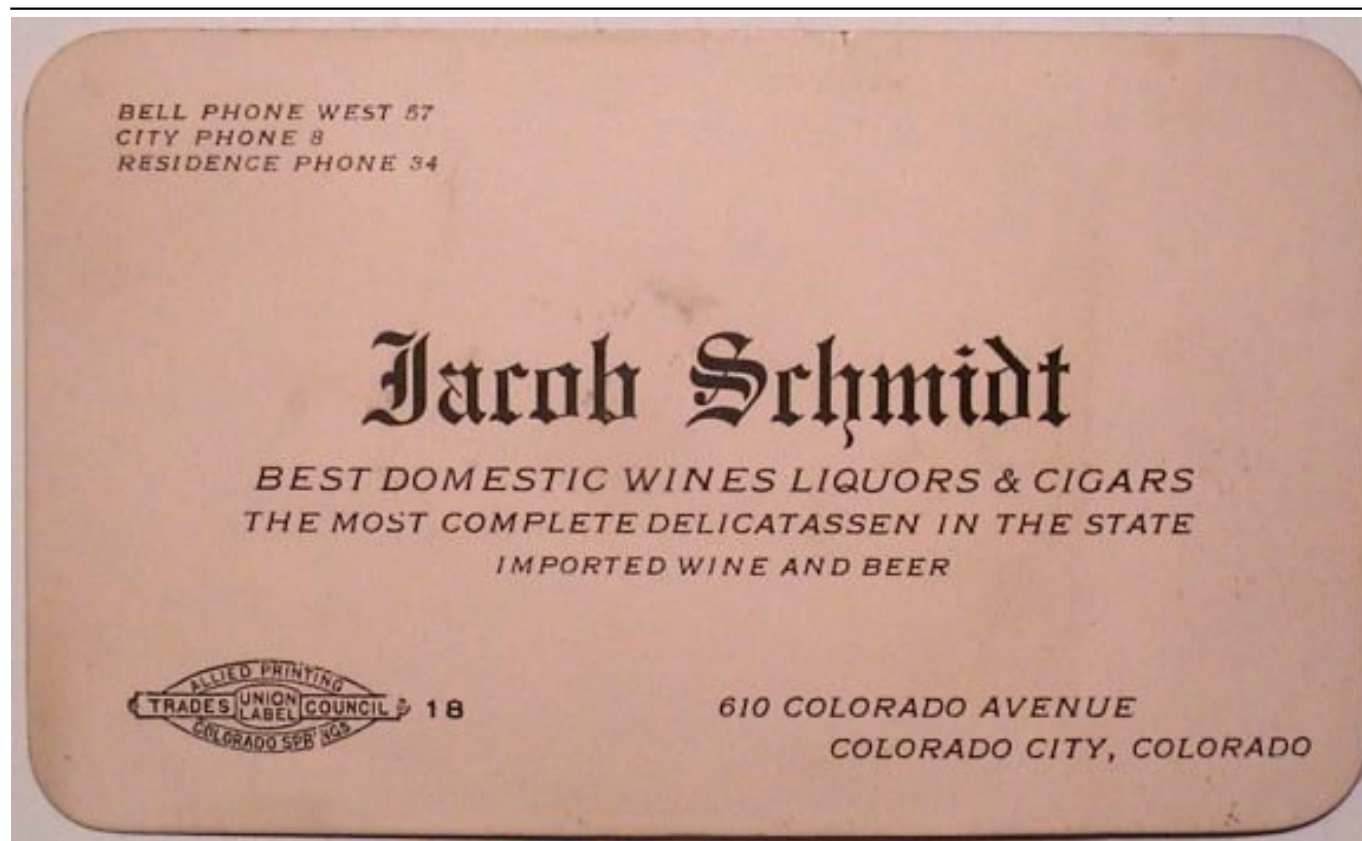 BELL PHONE WEST 57
CITY PHONE 8
RESIDENCE PHONE 34
Jacob Schmidt
BEST DOMESTIC WINES LIQUORS & CIGARS
THE MOST COMPLETE DELICATASSEN IN THE STATE
IMPORTED WINE AND BEER
ALLIED PRINTING
TRADES UNION LABEL COUNCIL 18
COLORADO SPRINGS
610 COLORADO AVENUE
COLORADO CITY, COLORADO